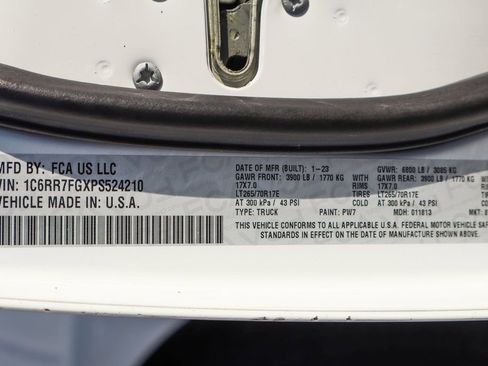 MFD BY: FCA US LLC
VIN: 1C6RR7FGXPS524210
VEHICLE MADE IN: U.S.A.
DATE OF MFR (BUILT): 1-23 GVWR: 6800 LB / 3085 KG
GAWR FRONT: 3900 LB / 1770 KG GAWR REAR: 3900 LB / 1770 KG
17X7.0 RIMS 17X7.0
LT265/70R17E TIRES LT265/70R17E
AT 300 kPa / 43 PSI COLD AT 300 kPa / 43 PSI
TYPE: TRUCK PAINT: PW7 MDH: 011813 MKT:
THIS VEHICLE CONFORMS TO ALL APPLICABLE U.S.A. FEDERAL MOTOR VEHICLE
STANDARDS IN EFFECT ON THE DATE OF MANUFACTURE SHOWN ABOVE.